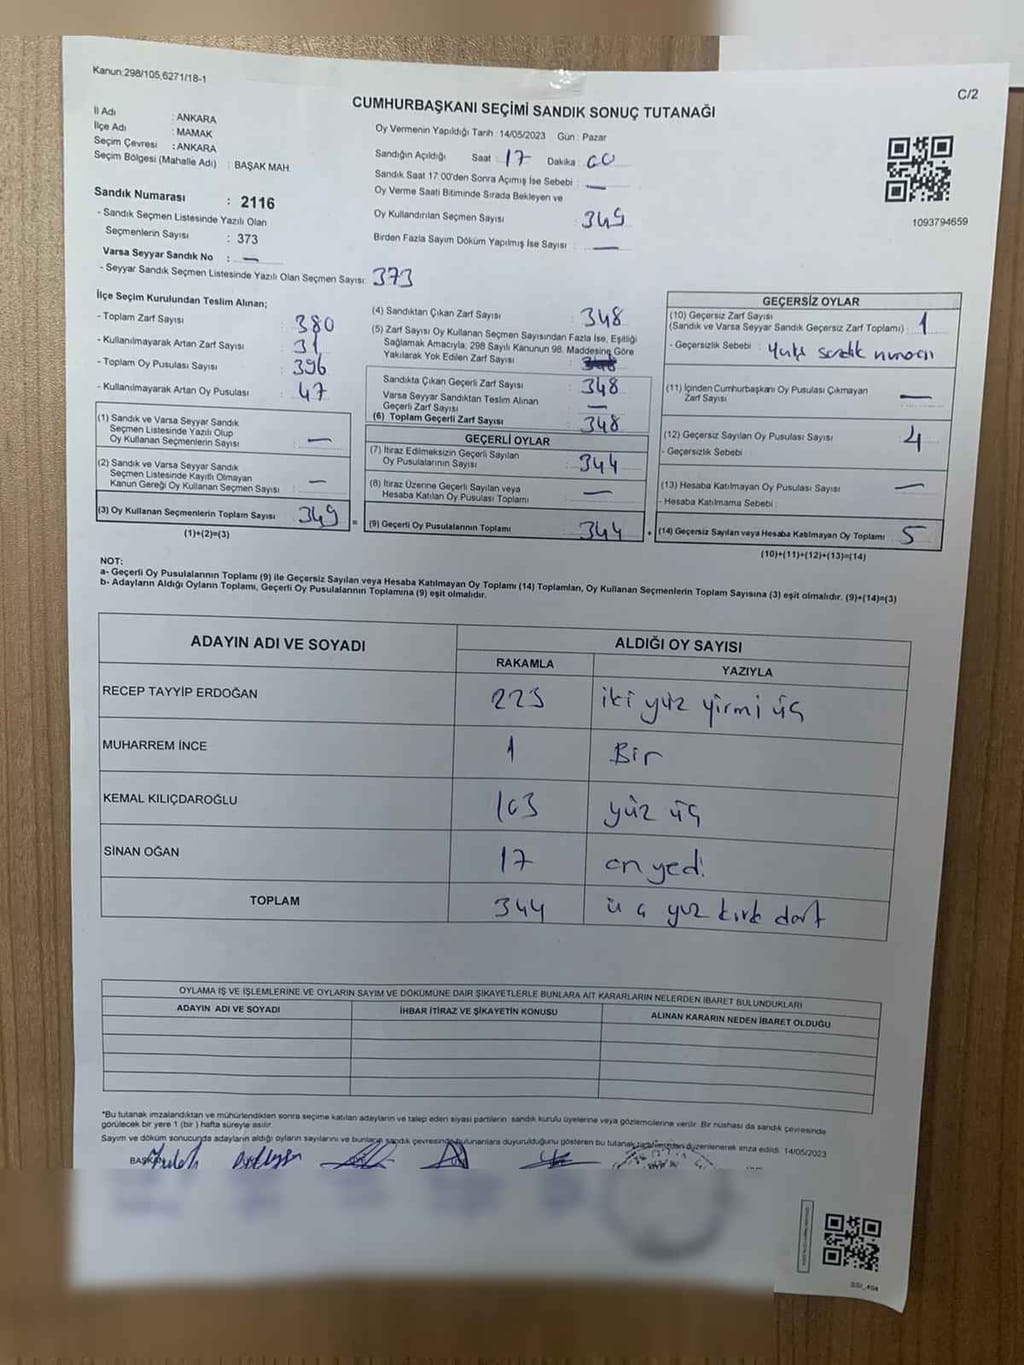 Kanun:298/105,6271/18-1
C/2
CUMHURBAŞKANI SEÇİMİ SANDIK SONUÇ TUTANAĞI
İl Adı : ANKARA
İlçe Adı : MAMAK
Seçim Çevresi : ANKARA
Seçim Bölgesi (Mahalle Adı) : BAŞAK MAH.
Sandık Numarası : 2116
- Sandık Seçmen Listesinde Yazılı Olan
Seçmenlerin Sayısı : 373
Varsa Seyyar Sandık No : —
- Seyyar Sandık Seçmen Listesinde Yazılı Olan Seçmen Sayısı: 373
Oy Vermenin Yapıldığı Tarih : 14/05/2023 Gün : Pazar
Sandığın Açıldığı Saat 17 Dakika : 00
Sandık Saat 17:00'den Sonra Açımış İse Sebebi : —
Oy Verme Saati Bitiminde Sırada Bekleyen ve
Oy Kullandırılan Seçmen Sayısı : 349
Birden Fazla Sayım Döküm Yapılmış İse Sayısı : —
1093794659
İlçe Seçim Kurulundan Teslim Alınan;
- Toplam Zarf Sayısı : 380
- Kullanılmayarak Artan Zarf Sayısı : 31
- Toplam Oy Pusulası Sayısı : 396
- Kullanılmayarak Artan Oy Pusulası : 47
(1) Sandık ve Varsa Seyyar Sandık
Seçmen Listesinde Yazılı Olup
Oy Kullanan Seçmenlerin Sayısı : —
(2) Sandık ve Varsa Seyyar Sandık
Seçmen Listesinde Kayıtlı Olmayan
Kanun Gereği Oy Kullanan Seçmen Sayısı : —
(3) Oy Kullanan Seçmenlerin Toplam Sayısı : 349
(1)+(2)=(3)
(4) Sandıktan Çıkan Zarf Sayısı : 348
(5) Zarf Sayısı Oy Kullanan Seçmen Sayısından Fazla İse, Eşitliği
Sağlamak Amacıyla; 298 Sayılı Kanunun 98. Maddesine Göre
Yakılarak Yok Edilen Zarf Sayısı :
Sandıkta Çıkan Geçerli Zarf Sayısı : 348
Varsa Seyyar Sandıktan Teslim Alınan
Geçerli Zarf Sayısı : —
(6) Toplam Geçerli Zarf Sayısı : 348
GEÇERLİ OYLAR
(7) İtiraz Edilmeksizin Geçerli Sayılan
Oy Pusulalarının Sayısı : 344
(8) İtiraz Üzerine Geçerli Sayılan veya
Hesaba Katılan Oy Pusulası Toplamı : —
(9) Geçerli Oy Pusulalarının Toplamı : 344
GEÇERSİZ OYLAR
(10) Geçersiz Zarf Sayısı
(Sandık ve Varsa Seyyar Sandık Geçersiz Zarf Toplamı) : 1
- Geçersizlik Sebebi :
(11) İçinden Cumhurbaşkanı Oy Pusulası Çıkmayan
Zarf Sayısı : —
(12) Geçersiz Sayılan Oy Pusulası Sayısı : 4
- Geçersizlik Sebebi
(13) Hesaba Katılmayan Oy Pusulası Sayısı : —
- Hesaba Katılmama Sebebi :
(14) Geçersiz Sayılan veya Hesaba Katılmayan Oy Toplamı : 5
(10)+(11)+(12)+(13)=(14)
NOT:
a- Geçerli Oy Pusulalarının Toplamı (9) ile Geçersiz Sayılan veya Hesaba Katılmayan Oy Toplamı (14) Toplamları, Oy Kullanan Seçmenlerin Toplam Sayısına (3) eşit olmalıdır. (9)+(14)=(3)
b- Adayların Aldığı Oyların Toplamı, Geçerli Oy Pusulalarının Toplamına (9) eşit olmalıdır.
ADAYIN ADI VE SOYADI ALDIĞI OY SAYISI
RAKAMLA YAZIYLA
RECEP TAYYİP ERDOĞAN 223 iki yüz yirmi üç
MUHARREM İNCE 1 Bir
KEMAL KILIÇDAROĞLU 103 yüz üç
SİNAN OĞAN 17 on yedi
TOPLAM 344 üç yuz kırk dört
OYLAMA İŞ VE İŞLEMLERİNE VE OYLARIN SAYIM VE DÖKÜMÜNE DAİR ŞİKAYETLERLE BUNLARA AİT KARARLARIN NELERDEN İBARET BULUNDUKLARI
ADAYIN ADI VE SOYADI İHBAR İTİRAZ VE ŞİKAYETİN KONUSU ALINAN KARARIN NEDEN İBARET OLDUĞU
*Bu tutanak imzalandıktan ve mühürlendikten sonra seçime katılan adayların ve talep eden siyasi partilerin sandık kurulu üyelerine veya gözlemcilerine verilir. Bir nüshası da sandık çevresinde
görülecek bir yere 1 (bir ) hafta süreyle asılır.
Sayım ve döküm sonucunda adayların aldığı oyların sayılarını ve bunların sandık çevresinde bulunanlara duyurulduğunu gösteren bu tutanak tarafımızdan düzenlenerek imza edildi. 14/05/2023
BAŞKAN